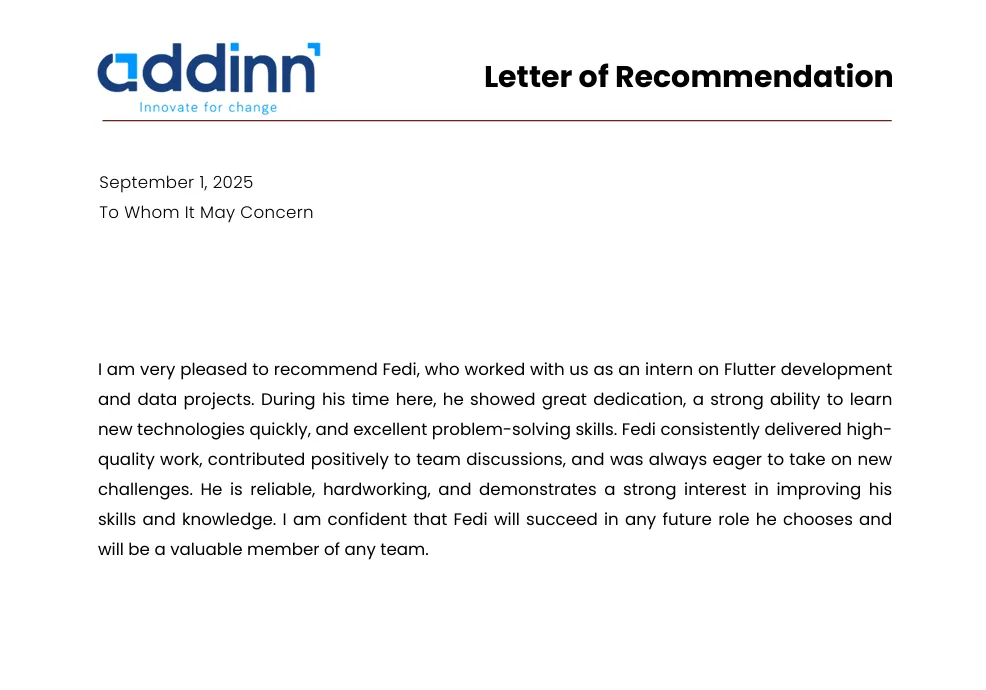 addinn
Innovate for change
Letter of Recommendation
September 1, 2025
To Whom It May Concern
I am very pleased to recommend Fedi, who worked with us as an intern on Flutter development
and data projects. During his time here, he showed great dedication, a strong ability to learn
new technologies quickly, and excellent problem-solving skills. Fedi consistently delivered high-
quality work, contributed positively to team discussions, and was always eager to take on new
challenges. He is reliable, hardworking, and demonstrates a strong interest in improving his
skills and knowledge. I am confident that Fedi will succeed in any future role he chooses and
will be a valuable member of any team.